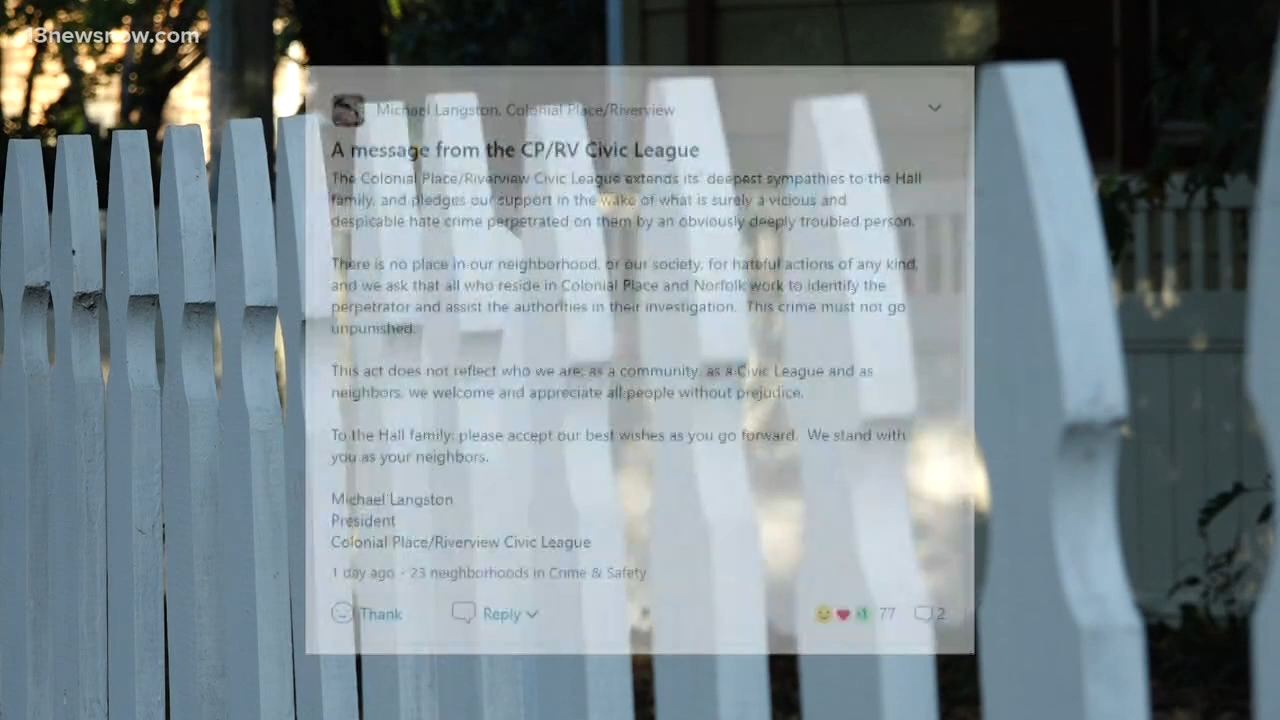 13newsnow.com
Michael Langston, Colonial Place/Riverview
A message from the CP/RV Civic League
The Colonial Place/Riverview Civic League extends its deepest sympathies to the Hall
family, and pledges our support in the wake of what is surely a vicious and
despicable hate crime perpetrated on them by an obviously deeply troubled person.
There is no place in our neighborhood, or our society, for hateful actions of any kind,
and we ask that all who reside in Colonial Place and Norfolk work to identify the
perpetrator and assist the authorities in their investigation. This crime must not go
unpunished.
This act does not reflect who we are; as a community, as a Civic League and as
neighbors, we welcome and appreciate all people without prejudice.
To the Hall family: please accept our best wishes as you go forward. We stand with
you as your neighbors.
Michael Langston
President
Colonial Place/Riverview Civic League
1 day ago - 23 neighborhoods in Crime & Safety
Thank Reply 77 2